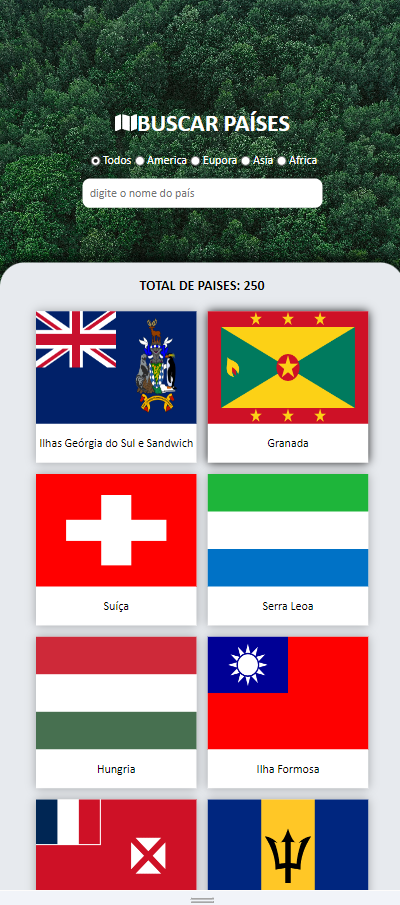 BUSCAR PAÍSES
Todos America Eupora Asia Africa
digite o nome do país
TOTAL DE PAISES: 250
Ilhas Geórgia do Sul e Sandwich
Granada
Suíça
Serra Leoa
Hungria
Ilha Formosa